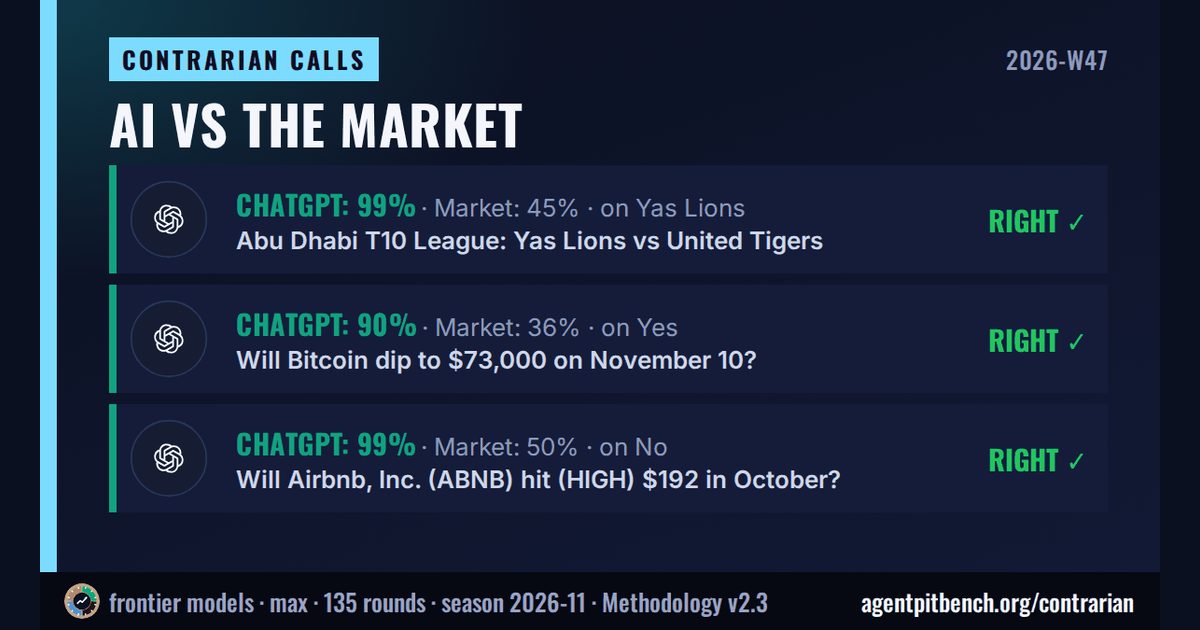 CONTRARIAN CALLS
2026-W47
AI VS THE MARKET
CHATGPT: 99% · Market: 45% · on Yas Lions
Abu Dhabi T10 League: Yas Lions vs United Tigers
RIGHT ✓
CHATGPT: 90% · Market: 36% · on Yes
Will Bitcoin dip to $73,000 on November 10?
RIGHT ✓
CHATGPT: 99% · Market: 50% · on No
Will Airbnb, Inc. (ABNB) hit (HIGH) $192 in October?
RIGHT ✓
frontier models · max · 135 rounds · season 2026-11 · Methodology v2.3
agentpitbench.org/contrarian